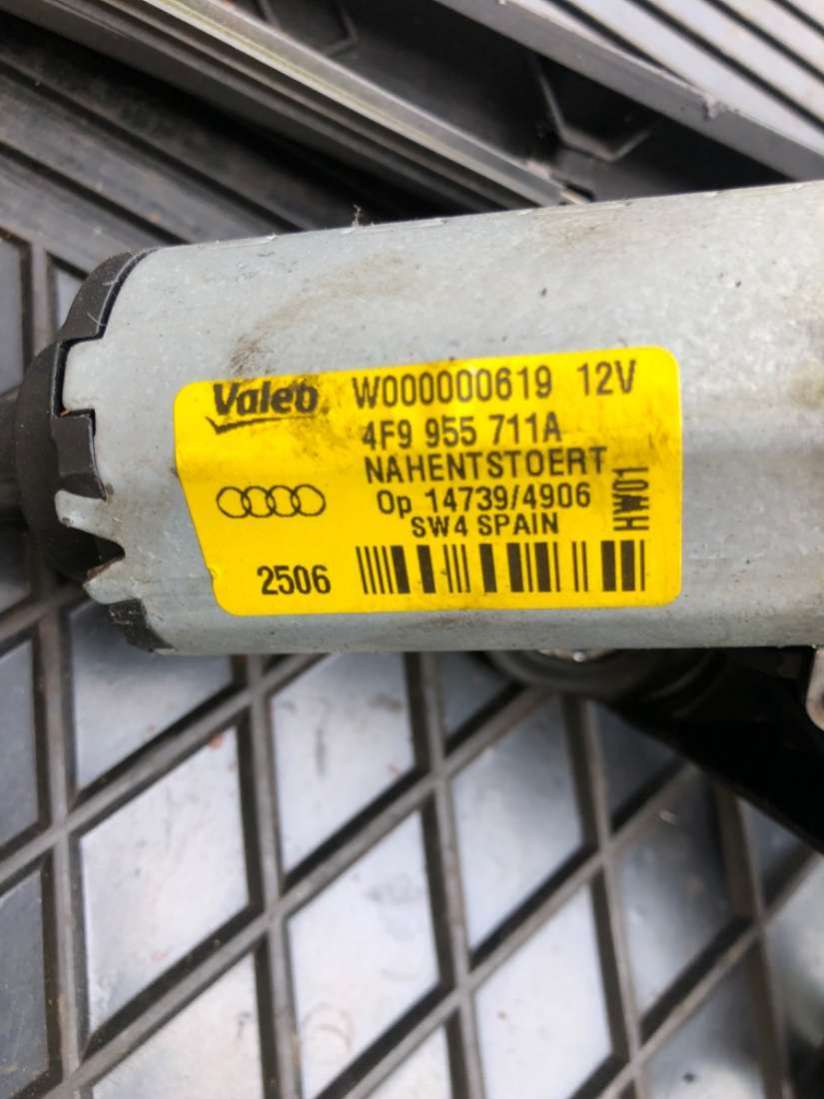 Valeo W000000619 12V
4F9 955 711A
NAHENTSTOERT
Op 14739/4906
SW4 SPAIN
HW01
2506